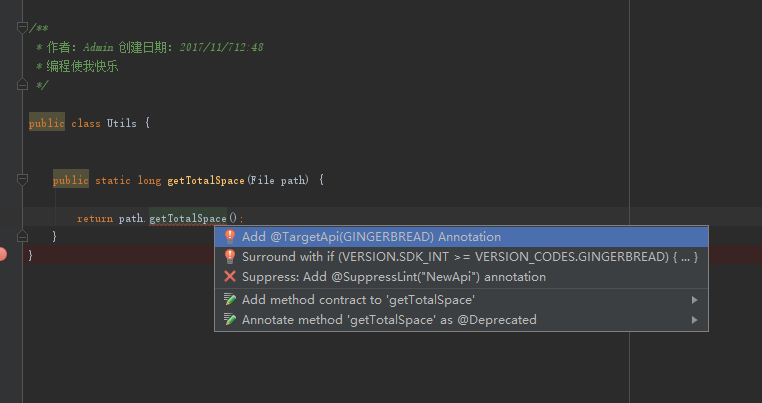 /**
* 作者：Admin 创建日期：2017/11/712:48
* 编程使我快乐
*/
public class Utils {
public static long getTotalSpace(File path) {
return path.getTotalSpace();
}
}
Add @TargetApi(GINGERBREAD) Annotation
Surround with if (VERSION.SDK_INT >= VERSION_CODES.GINGERBREAD) { ... }
Suppress: Add @SuppressLint("NewApi") annotation
Add method contract to 'getTotalSpace'
Annotate method 'getTotalSpace' as @Deprecated